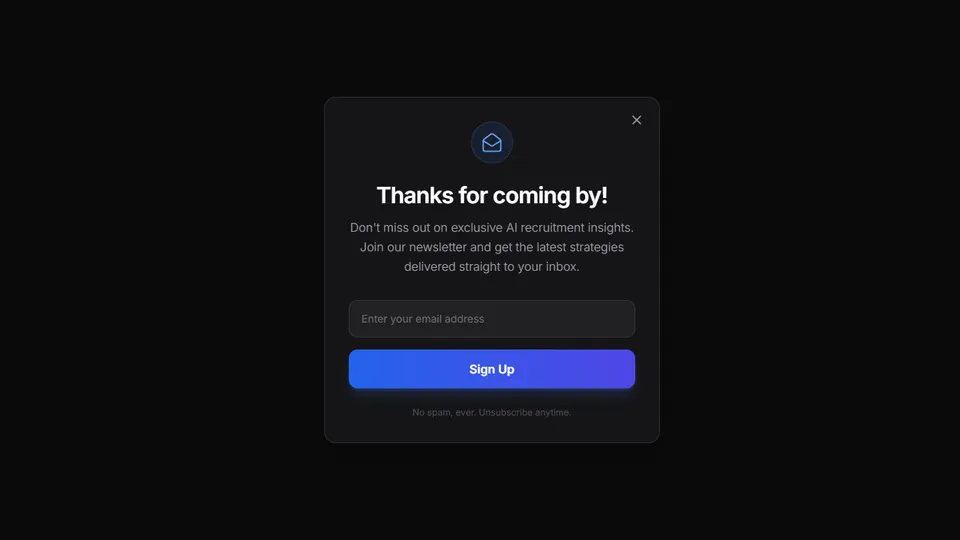 Thanks for coming by!
Don't miss out on exclusive AI recruitment insights.
Join our newsletter and get the latest strategies
delivered straight to your inbox.
Enter your email address
Sign Up
No spam, ever. Unsubscribe anytime.